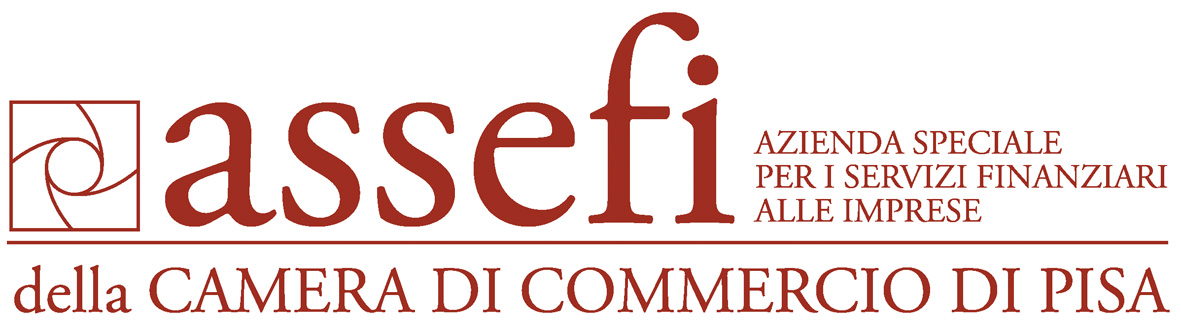 assefi
AZIENDA SPECIALE
PER I SERVIZI FINANZIARI
ALLE IMPRESE
della CAMERA DI COMMERCIO DI PISA